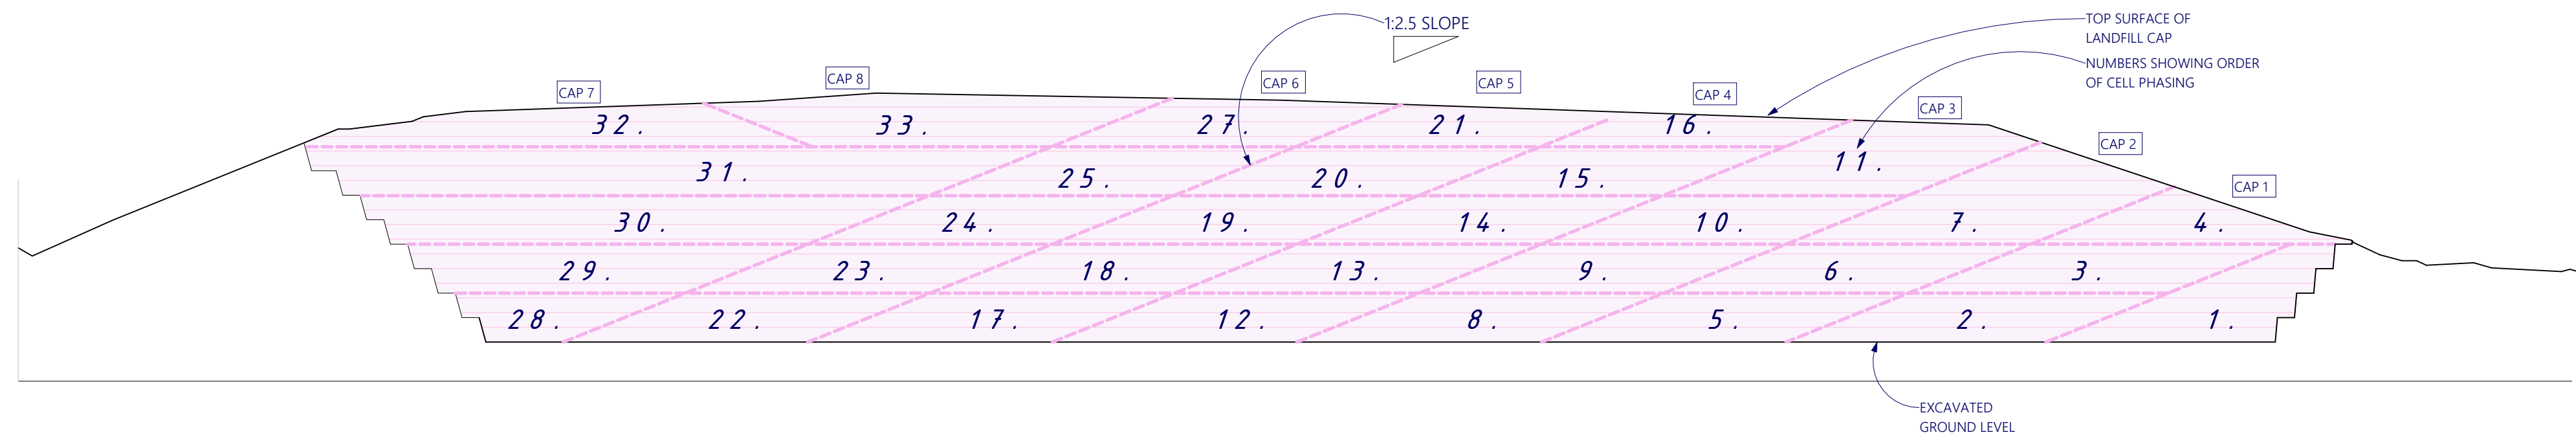 1:2.5 SLOPE
TOP SURFACE OF
LANDFILL CAP
NUMBERS SHOWING ORDER
OF CELL PHASING
CAP 7
CAP 8
CAP 6
CAP 5
CAP 4
CAP 3
CAP 2
CAP 1
32. 33. 27. 21. 16.
31. 25. 20. 15. 11.
30. 24. 19. 14. 10. 7. 4.
29. 23. 18. 13. 9. 6. 3.
28. 22. 17. 12. 8. 5. 2. 1.
EXCAVATED
GROUND LEVEL